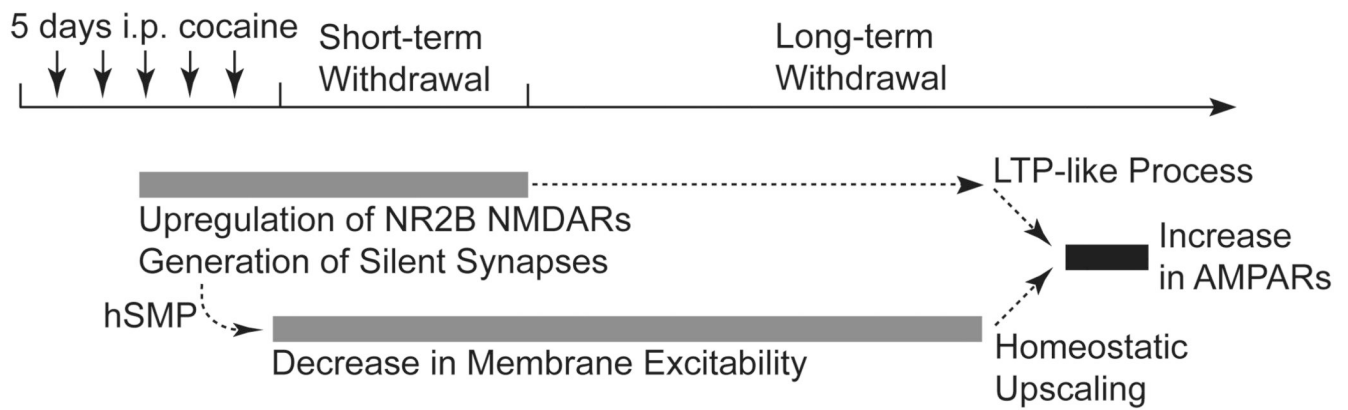 5 days i.p. cocaine
Short-term
Withdrawal
Long-term
Withdrawal
LTP-like Process
Upregulation of NR2B NMDARs
Generation of Silent Synapses
Increase
in AMPARs
hSMP
Decrease in Membrane Excitability
Homeostatic
Upscaling